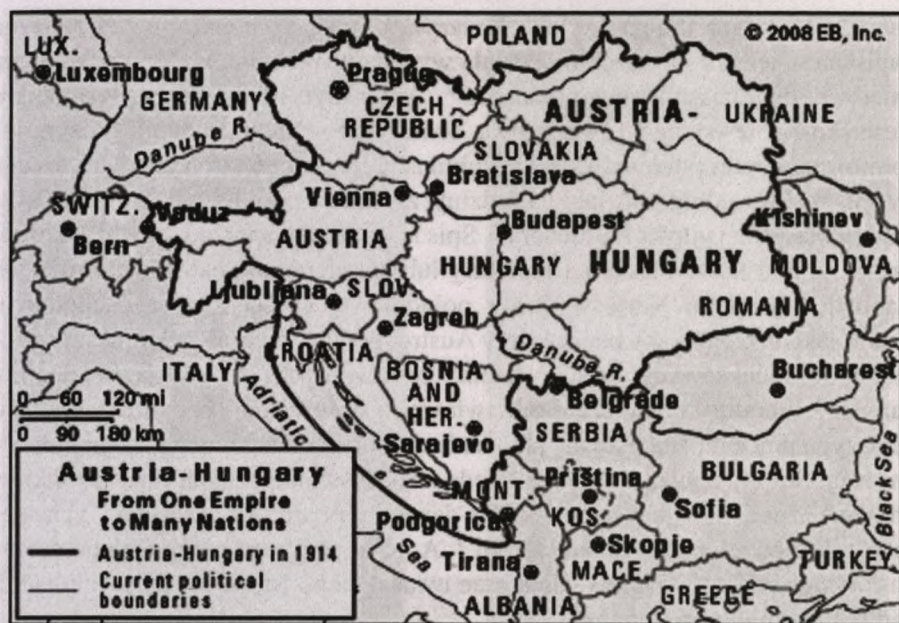 POLAND
© 2008 EB, Inc.
LUX.
Luxembourg
GERMANY
Prague
CZECH
REPUBLIC
AUSTRIA-
UKRAINE
Danube R.
SLOVAKIA
Bratislava
Vienna
SWITZ.
Vaduz
Bern
AUSTRIA
Budapest
Kishinev
HUNGARY
HUNGARY
MOLDOVA
Ljubljana
SLOV.
ROMANIA
Zagreb
CROATIA
ITALY
Danube R.
BOSNIA
AND
HER.
Bucharest
Belgrade
Adriatic
Sea
0 60 120 mi
0 90 180 km
Sarajevo
SERBIA
BULGARIA
Black Sea
MONT.
Pristina
Sofia
KOS.
Podgorica
Skopje
Tirana
MACE.
TURKEY
ALBANIA
GREECE
Austria-Hungary
From One Empire
to Many Nations
Austria-Hungary in 1914
Current political
boundaries